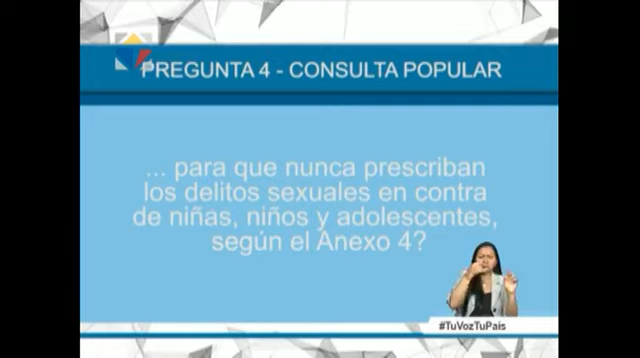 PREGUNTA 4 - CONSULTA POPULAR
... para que nunca prescriban
los delitos sexuales en contra
de niñas, niños y adolescentes,
según el Anexo 4?
#TuVozTuPaís